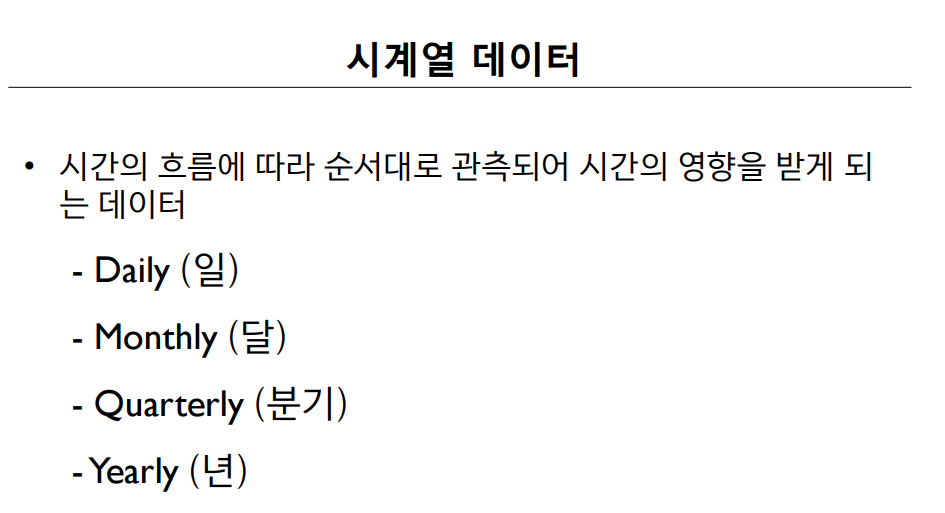 시계열 데이터
• 시간의 흐름에 따라 순서대로 관측되어 시간의 영향을 받게 되
는 데이터
- Daily (일)
- Monthly (달)
- Quarterly (분기)
- Yearly (년)